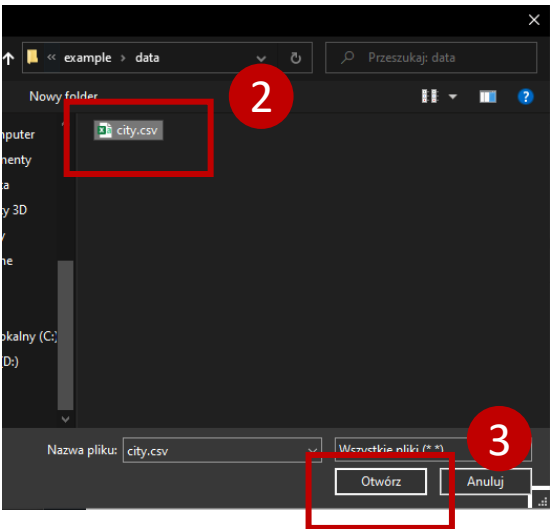 « example › data
Przeszukaj: data
Nowy folder
2
?
mputer
city.csv
menty
ta
y 3D
y
ne
okalny (C:)
(D:)
Nazwa pliku: city.csv
Wszystkie pliki (*.*)
3
Otwórz
Anuluj